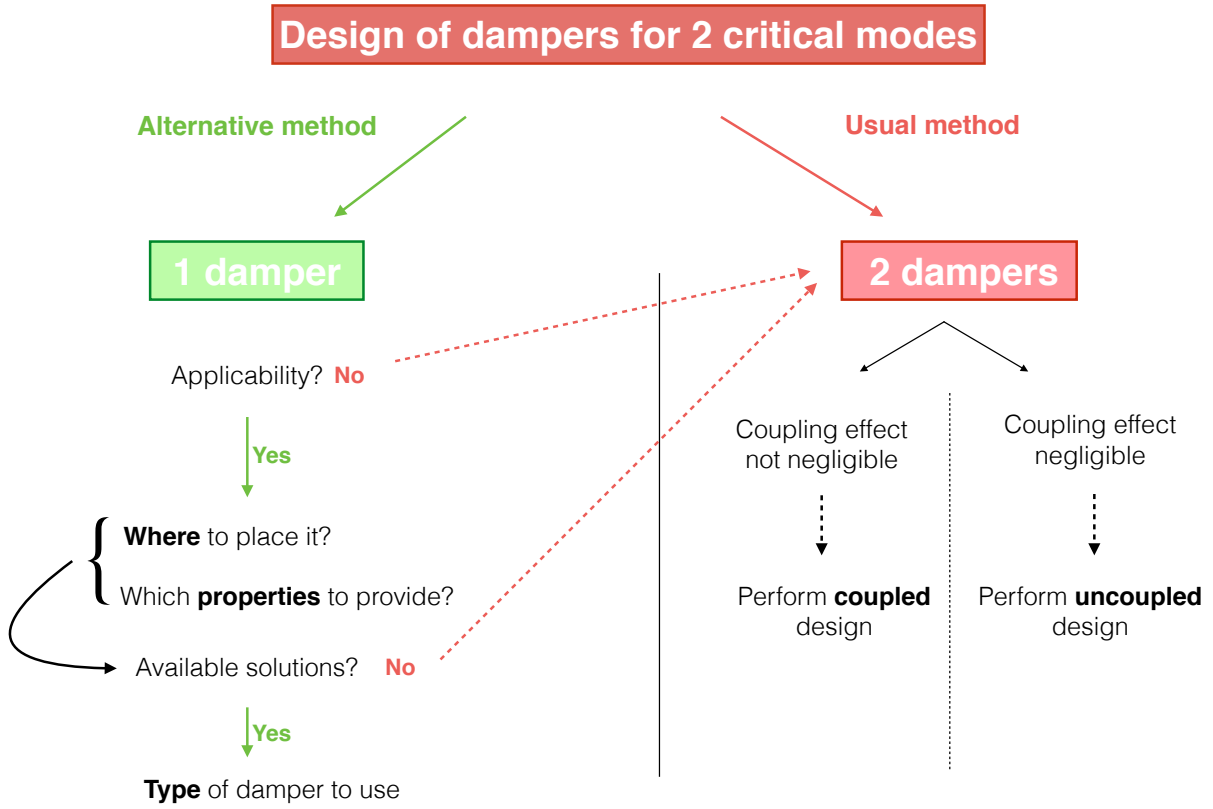 Design of dampers for 2 critical modes
Alternative method
Usual method
1 damper
2 dampers
Applicability? No
Yes
Where to place it?
Which properties to provide?
Available solutions? No
Yes
Type of damper to use
Coupling effect
not negligible
Perform coupled
design
Coupling effect
negligible
Perform uncoupled
design